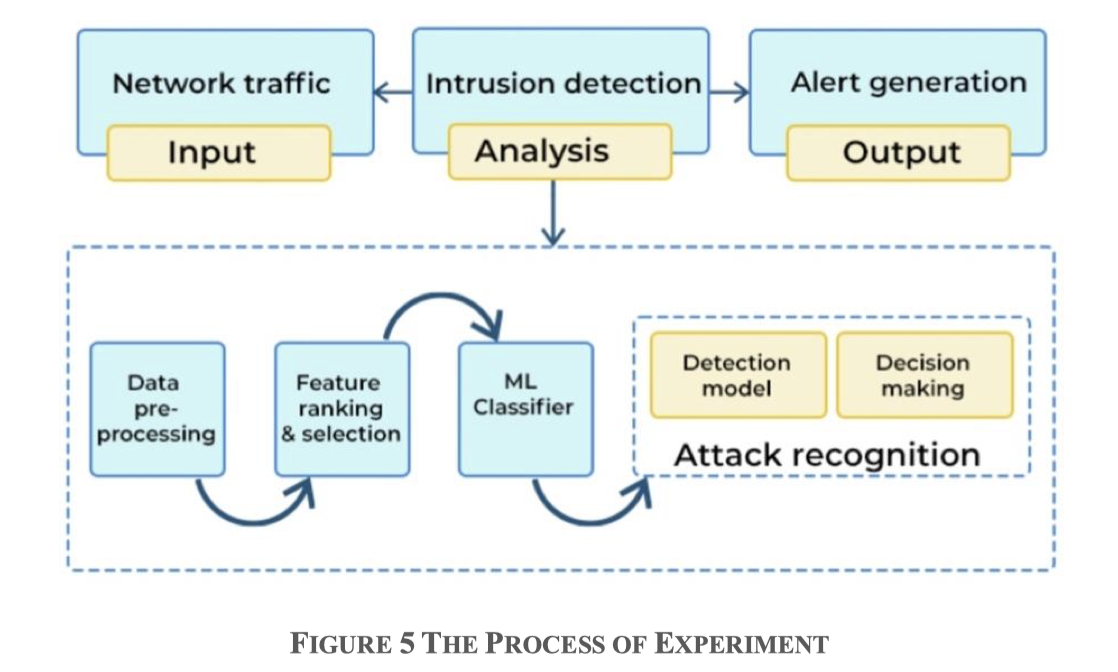 Network traffic
Input
Intrusion detection
Analysis
Alert generation
Output
Data
pre-
processing
Feature
ranking
& selection
ML
Classifier
Detection
model
Decision
making
Attack recognition
FIGURE 5 THE PROCESS OF EXPERIMENT